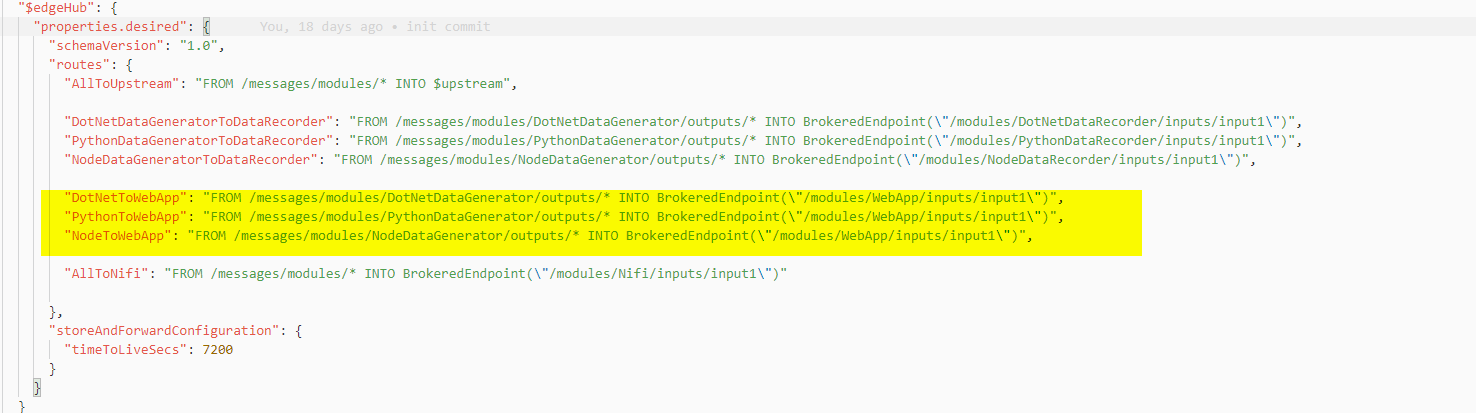 "$edgeHub": {
"properties.desired": {     You, 18 days ago • init commit
"schemaVersion": "1.0",
"routes": {
"AllToUpstream": "FROM /messages/modules/* INTO $upstream",
"DotNetDataGeneratorToDataRecorder": "FROM /messages/modules/DotNetDataGenerator/outputs/* INTO BrokeredEndpoint(\"/modules/DotNetDataRecorder/inputs/input1\")",
"PythonDataGeneratorToDataRecorder": "FROM /messages/modules/PythonDataGenerator/outputs/* INTO BrokeredEndpoint(\"/modules/PythonDataRecorder/inputs/input1\")",
"NodeDataGeneratorToDataRecorder": "FROM /messages/modules/NodeDataGenerator/outputs/* INTO BrokeredEndpoint(\"/modules/NodeDataRecorder/inputs/input1\")",
"DotNetToWebApp": "FROM /messages/modules/DotNetDataGenerator/outputs/* INTO BrokeredEndpoint(\"/modules/WebApp/inputs/input1\")",
"PythonToWebApp": "FROM /messages/modules/PythonDataGenerator/outputs/* INTO BrokeredEndpoint(\"/modules/WebApp/inputs/input1\")",
"NodeToWebApp": "FROM /messages/modules/NodeDataGenerator/outputs/* INTO BrokeredEndpoint(\"/modules/WebApp/inputs/input1\")",
"AllToNifi": "FROM /messages/modules/* INTO BrokeredEndpoint(\"/modules/Nifi/inputs/input1\")"
},
"storeAndForwardConfiguration": {
"timeToLiveSecs": 7200
}
}
}